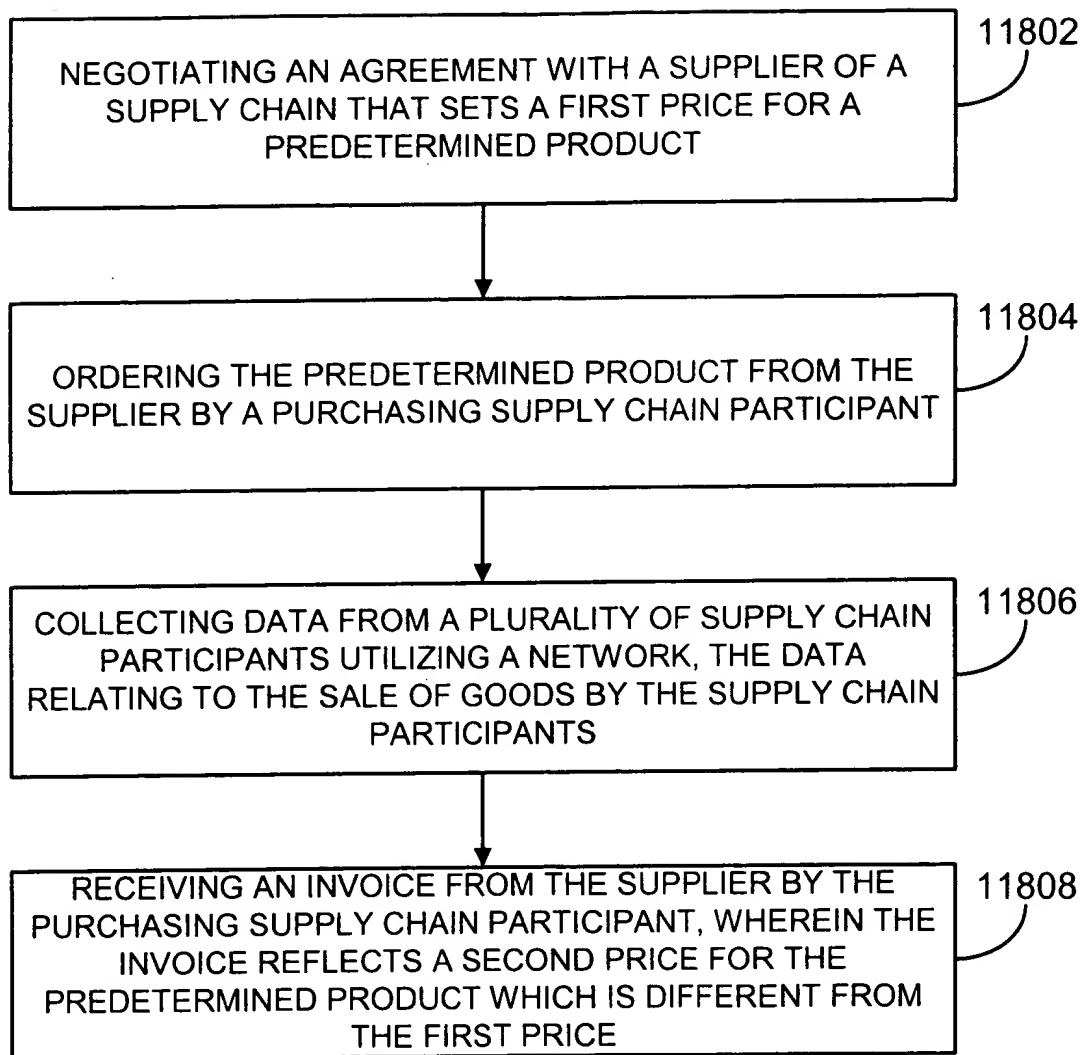 11802
NEGOTIATING AN AGREEMENT WITH A SUPPLIER OF A
SUPPLY CHAIN THAT SETS A FIRST PRICE FOR A
PREDETERMINED PRODUCT
11804
ORDERING THE PREDETERMINED PRODUCT FROM THE
SUPPLIER BY A PURCHASING SUPPLY CHAIN PARTICIPANT
11806
COLLECTING DATA FROM A PLURALITY OF SUPPLY CHAIN
PARTICIPANTS UTILIZING A NETWORK, THE DATA
RELATING TO THE SALE OF GOODS BY THE SUPPLY CHAIN
PARTICIPANTS
11808
RECEIVING AN INVOICE FROM THE SUPPLIER BY THE
PURCHASING SUPPLY CHAIN PARTICIPANT, WHEREIN THE
INVOICE REFLECTS A SECOND PRICE FOR THE
PREDETERMINED PRODUCT WHICH IS DIFFERENT FROM
THE FIRST PRICE